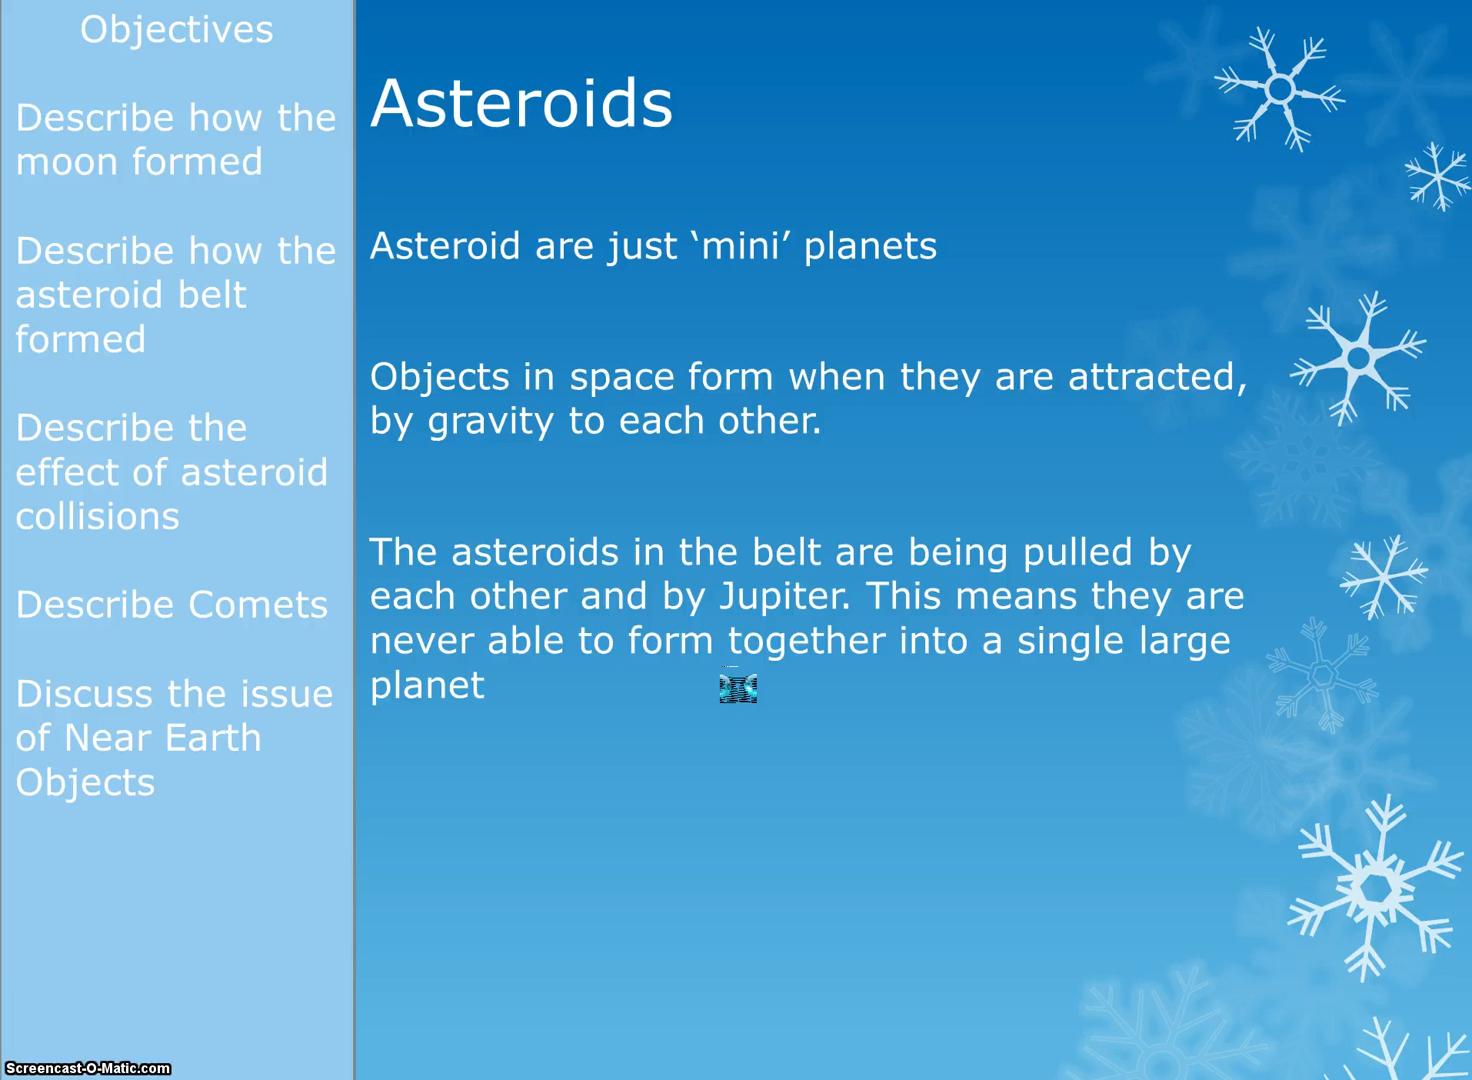 Objectives
Describe how the
moon formed
Describe how the
asteroid belt
formed
Describe the
effect of asteroid
collisions
Describe Comets
Discuss the issue
of Near Earth
Objects
Asteroids
Asteroid are just ‘mini’ planets
Objects in space form when they are attracted,
by gravity to each other.
The asteroids in the belt are being pulled by
each other and by Jupiter. This means they are
never able to form together into a single large
planet
Screencast-O-Matic.com